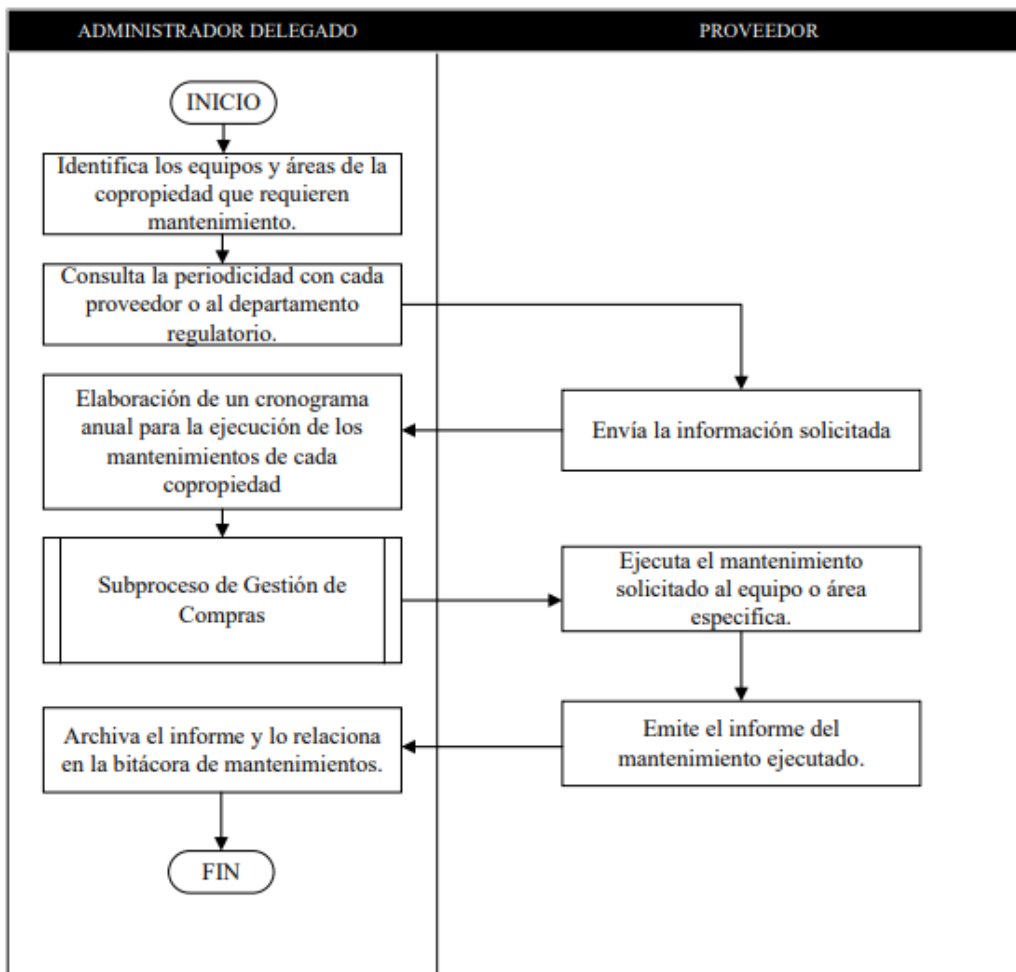 ADMINISTRADOR DELEGADO
PROVEEDOR
INICIO
Identifica los equipos y áreas de la
copropiedad que requieren
mantenimiento.
Consulta la periodicidad con cada
proveedor o al departamento
regulatorio.
Envía la información solicitada
Elaboración de un cronograma
anual para la ejecución de los
mantenimientos de cada
copropiedad
Subproceso de Gestión de
Compras
Ejecuta el mantenimiento
solicitado al equipo o área
especifica.
Emite el informe del
mantenimiento ejecutado.
Archiva el informe y lo relaciona
en la bitácora de mantenimientos.
FIN